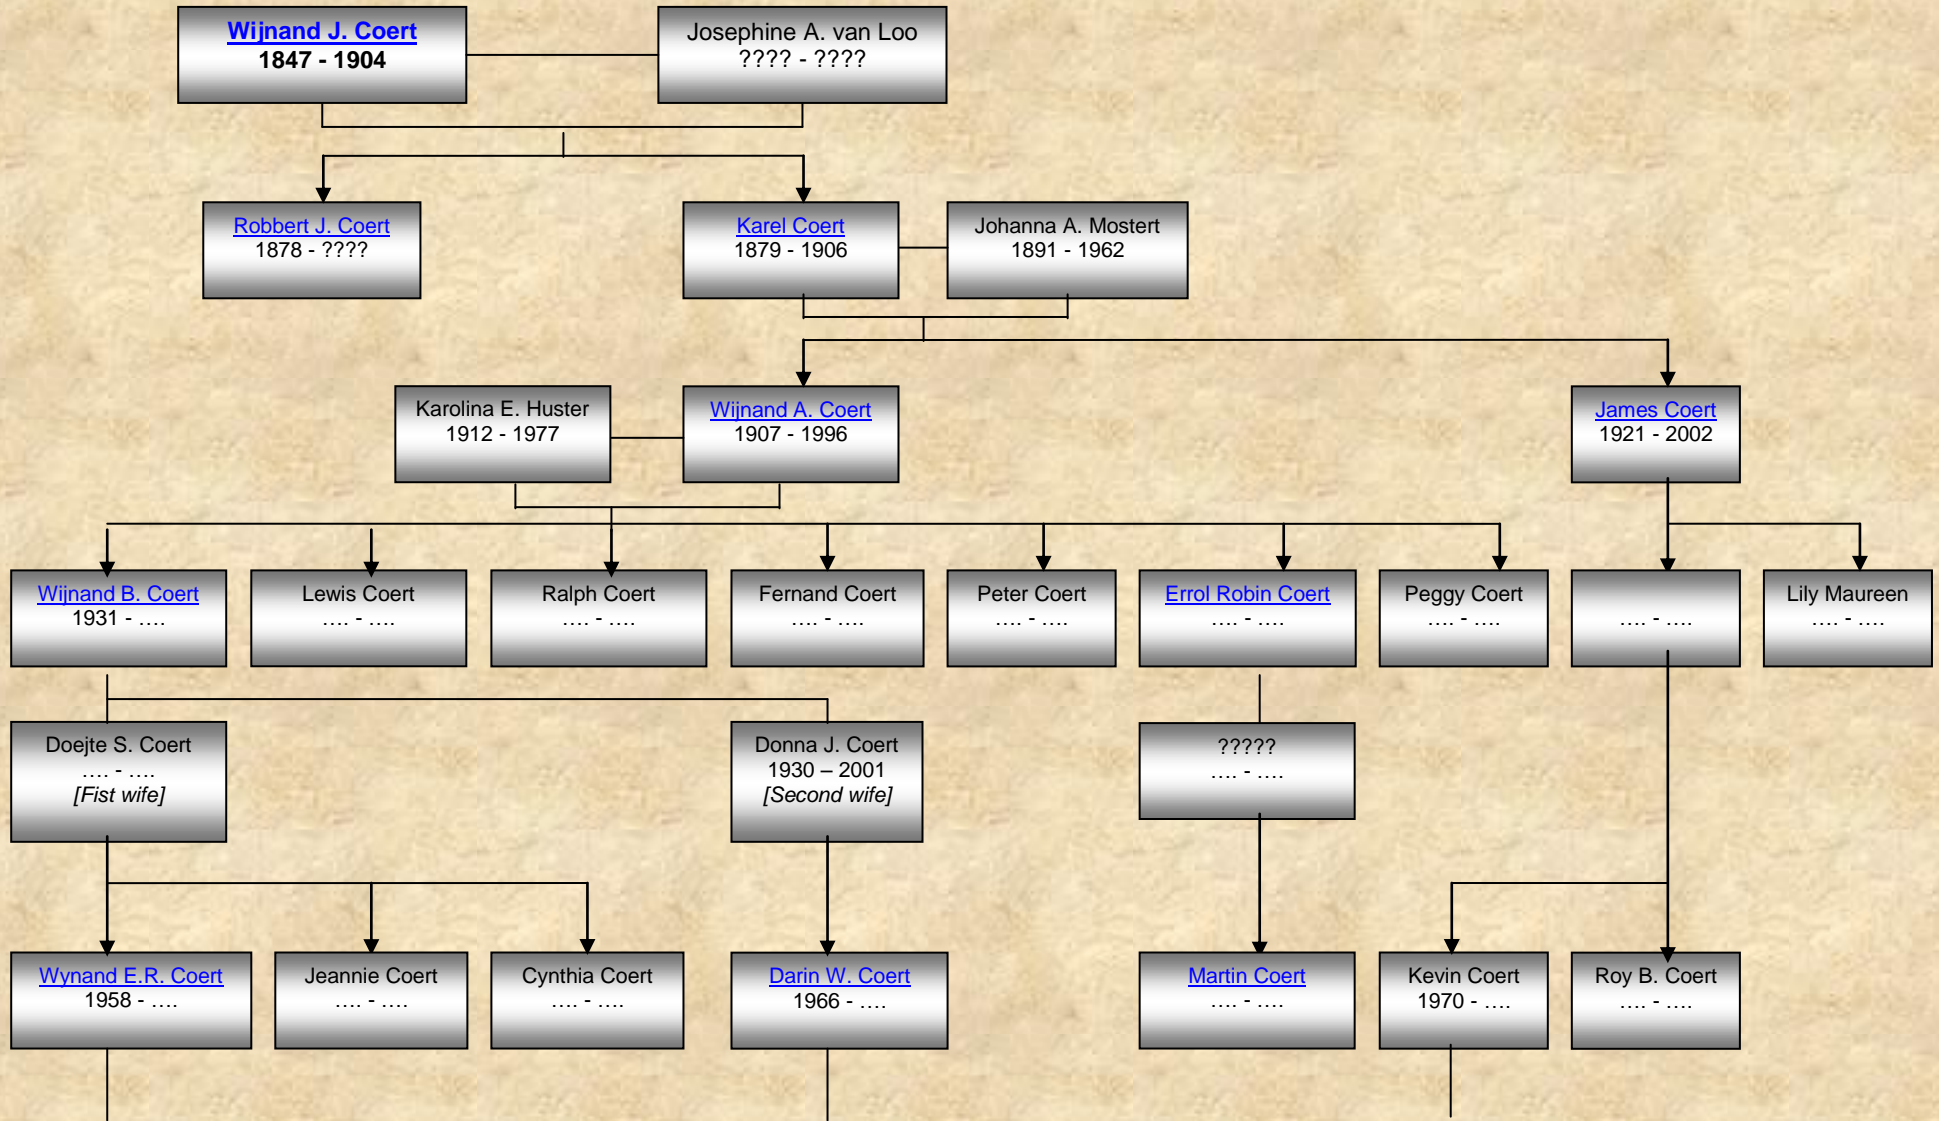 Wijnand J. Coert
1847 - 1904
Josephine A. van Loo
???? - ????
Robbert J. Coert
1878 - ????
Karel Coert
1879 - 1906
Johanna A. Mostert
1891 - 1962
Karolina E. Huster
1912 - 1977
Wijnand A. Coert
1907 - 1996
James Coert
1921 - 2002
Wijnand B. Coert
1931 - ....
Lewis Coert
.... - ....
Ralph Coert
.... - ....
Fernand Coert
.... - ....
Peter Coert
.... - ....
Errol Robin Coert
.... - ....
Peggy Coert
.... - ....
.... - ....
Lily Maureen
.... - ....
Doejte S. Coert
.... - ....
[Fist wife]
Donna J. Coert
1930 – 2001
[Second wife]
?????
.... - ....
Wynand E.R. Coert
1958 - ....
Jeannie Coert
.... - ....
Cynthia Coert
.... - ....
Darin W. Coert
1966 - ....
Martin Coert
.... - ....
Kevin Coert
1970 - ....
Roy B. Coert
.... - ....